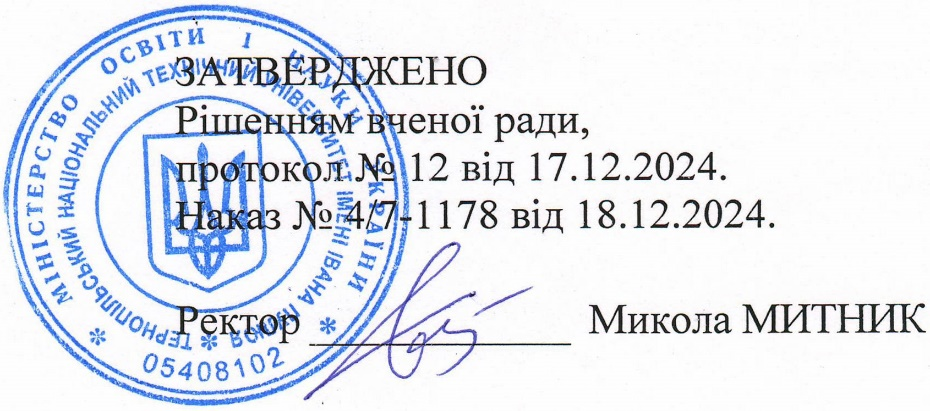 МІНІСТЕРСТВО ОСВІТИ І НАУКИ УКРАЇНИ
ТЕРНОПІЛЬСЬКИЙ НАЦІОНАЛЬНИЙ ТЕХНІЧНИЙ УНІВЕРСИТЕТ ІМЕНІ ІВАНА ПУЛЮЯ
05408102
ЗАТВЕРДЖЕНО
Рішенням вченої ради,
протокол № 12 від 17.12.2024.
Наказ № 4/7-1178 від 18.12.2024.
Ректор ____________ Микола МИТНИК